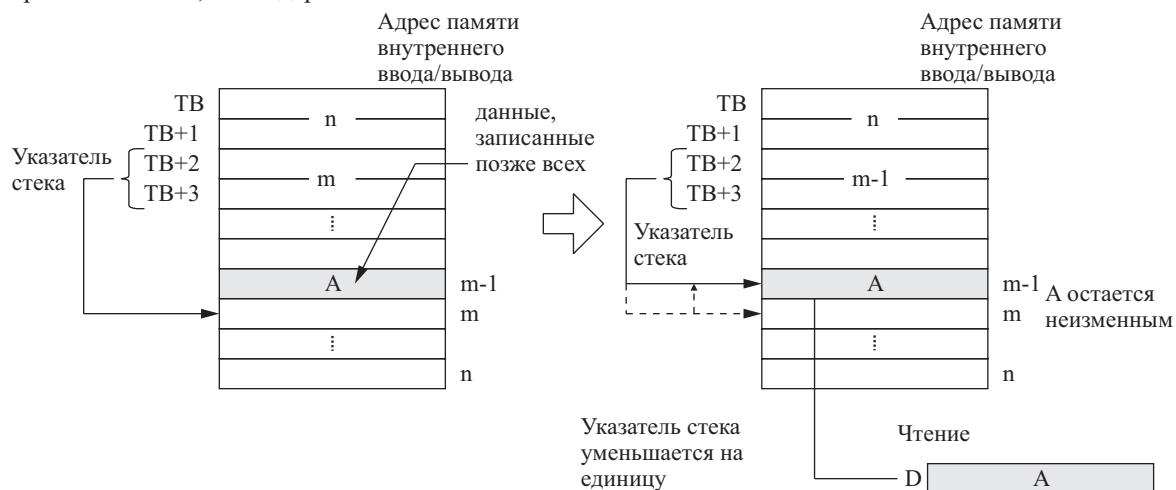 Адрес памяти
внутреннего
ввода/вывода
TB
TB+1
TB+2
TB+3
Указатель
стека
n
m
A
m-1
m
n
данные,
записанные
позже всех
Адрес памяти
внутреннего
ввода/вывода
TB
TB+1
TB+2
TB+3
Указатель
стека
n
m-1
A
m-1
m
n
А остается
неизменным
Указатель стека
уменьшается на
единицу
Чтение
D
A